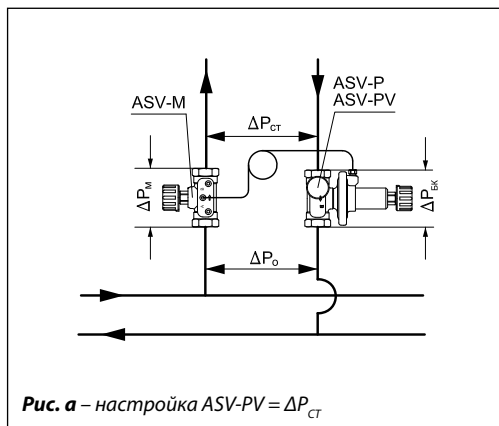 ASV-P
ASV-PV
ASV-M
ΔPст
ΔPм
ΔPБК
ΔPо
Рис. a – настройка ASV-PV = ΔPСТ